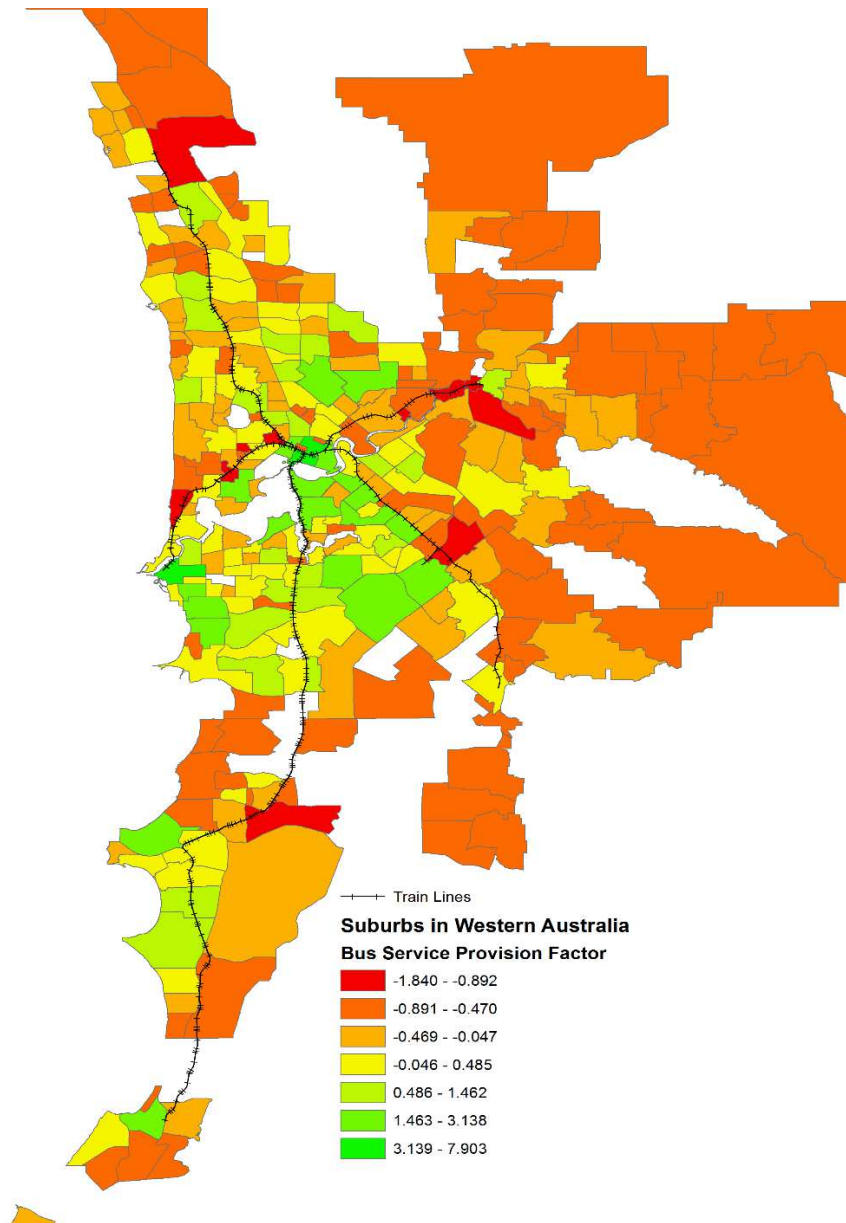 Train Lines
Suburbs in Western Australia
Bus Service Provision Factor
-1.840 - -0.892
-0.891 - -0.470
-0.469 - -0.047
-0.046 - 0.485
0.486 - 1.462
1.463 - 3.138
3.139 - 7.903